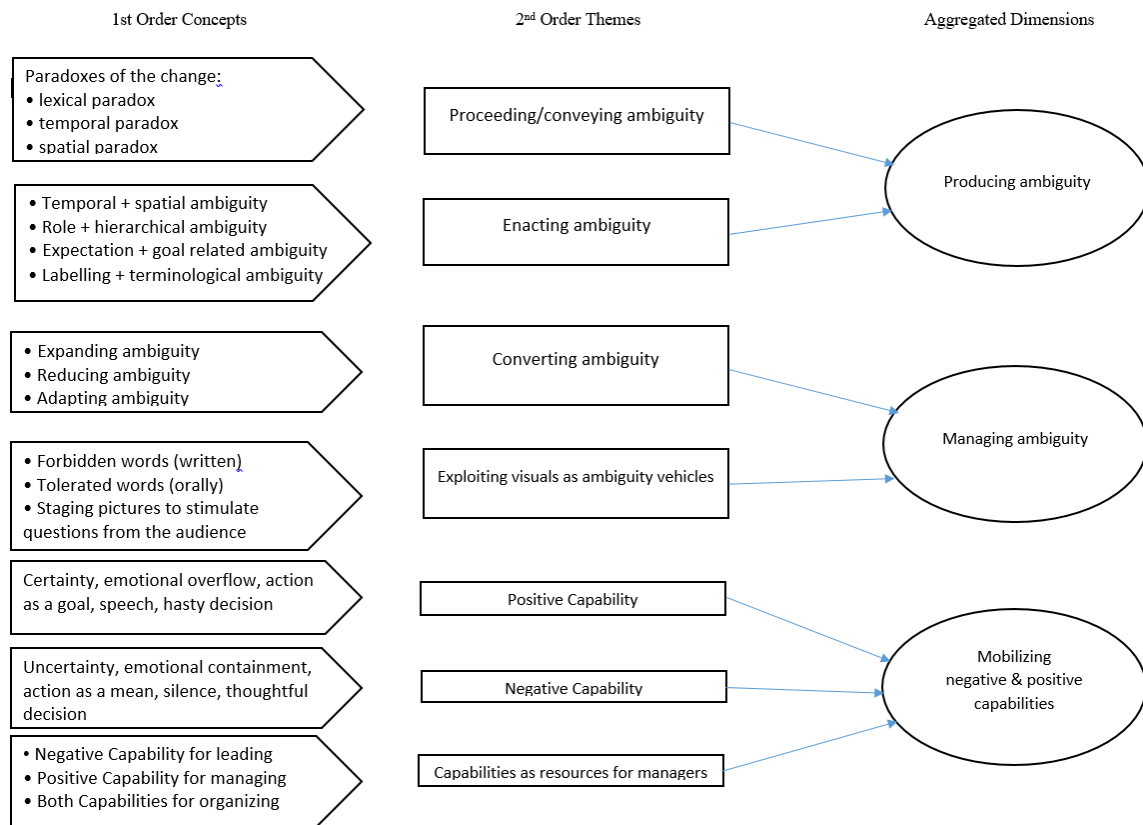 1st Order Concepts
2nd Order Themes
Aggregated Dimensions
Paradoxes of the change:
• lexical paradox
• temporal paradox
• spatial paradox
Proceeding/conveying ambiguity
Producing ambiguity
• Temporal + spatial ambiguity
• Role + hierarchical ambiguity
• Expectation + goal related ambiguity
• Labelling + terminological ambiguity
Enacting ambiguity
• Expanding ambiguity
• Reducing ambiguity
• Adapting ambiguity
Converting ambiguity
Managing ambiguity
• Forbidden words (written)
• Tolerated words (orally)
• Staging pictures to stimulate
questions from the audience
Exploiting visuals as ambiguity vehicles
Certainty, emotional overflow, action
as a goal, speech, hasty decision
Positive Capability
Mobilizing
negative & positive
capabilities
Uncertainty, emotional containment,
action as a mean, silence, thoughtful
decision
Negative Capability
• Negative Capability for leading
• Positive Capability for managing
• Both Capabilities for organizing
Capabilities as resources for managers